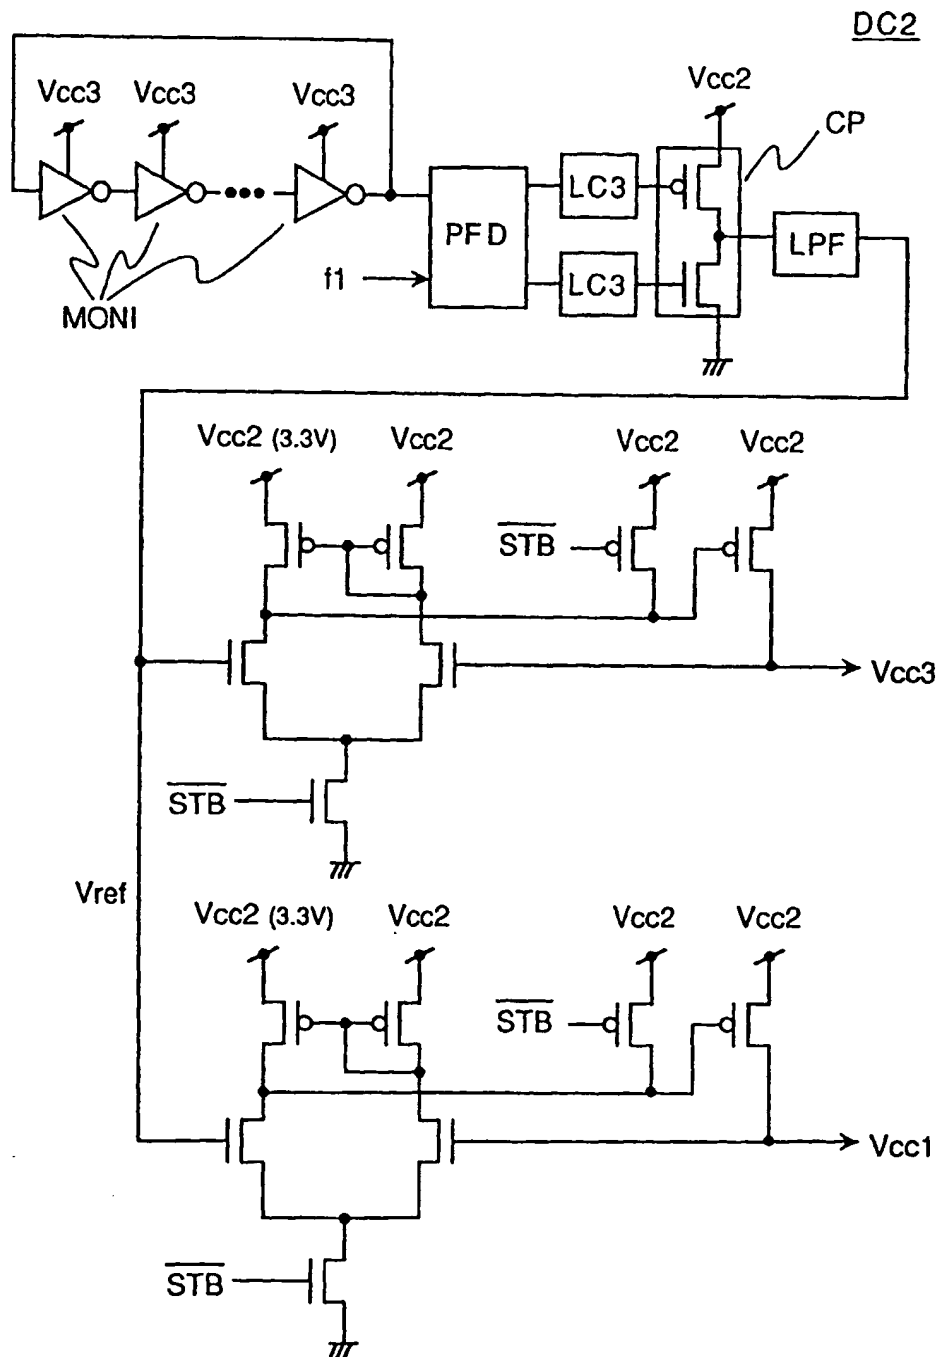 DC2
Vcc3 Vcc3 Vcc3 Vcc2
CP
PFD LC3 LPF
LC3
f1
MONI
Vcc2 (3.3V) Vcc2 Vcc2 Vcc2
STB
Vcc3
STB
Vref
Vcc2 (3.3V) Vcc2 Vcc2 Vcc2
STB
Vcc1
STB